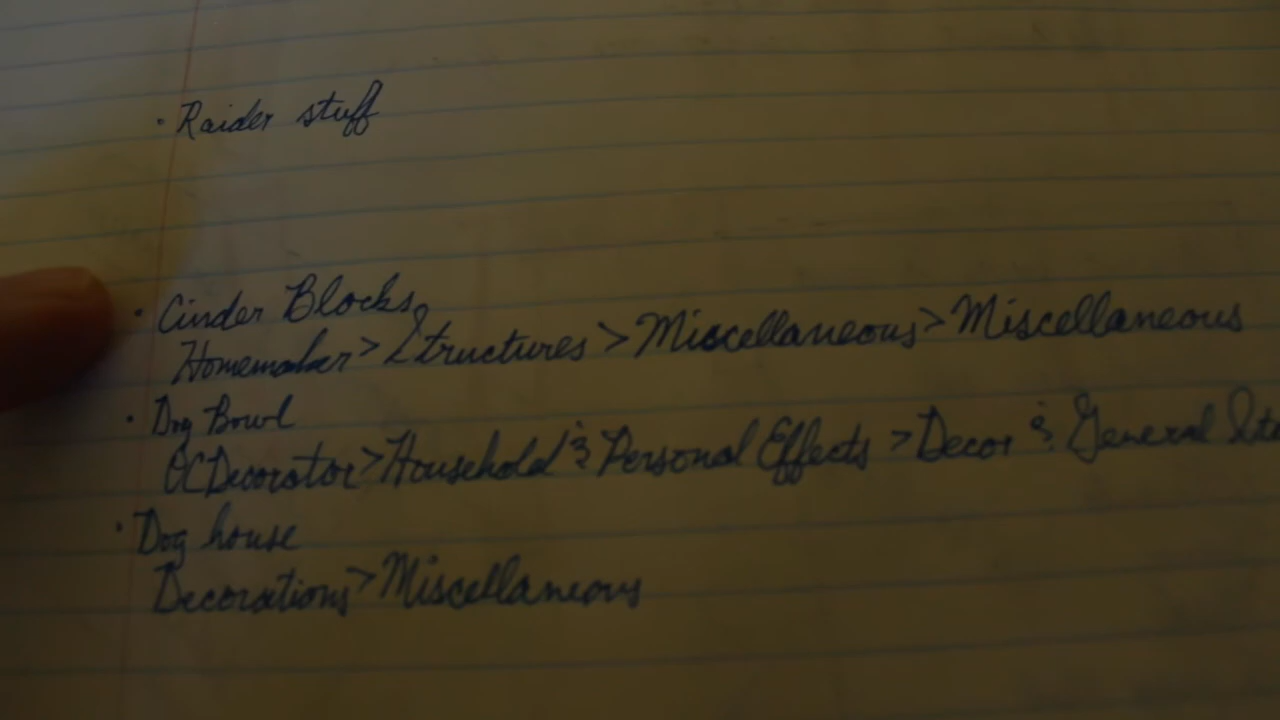 · Raider stuff
· Cinder Blocks
Homemaker > Structures > Miscellaneous > Miscellaneous
· Dog Bowl
OCDecorator > Household & Personal Effects > Decor & General
· Dog house
Decorations > Miscellaneous